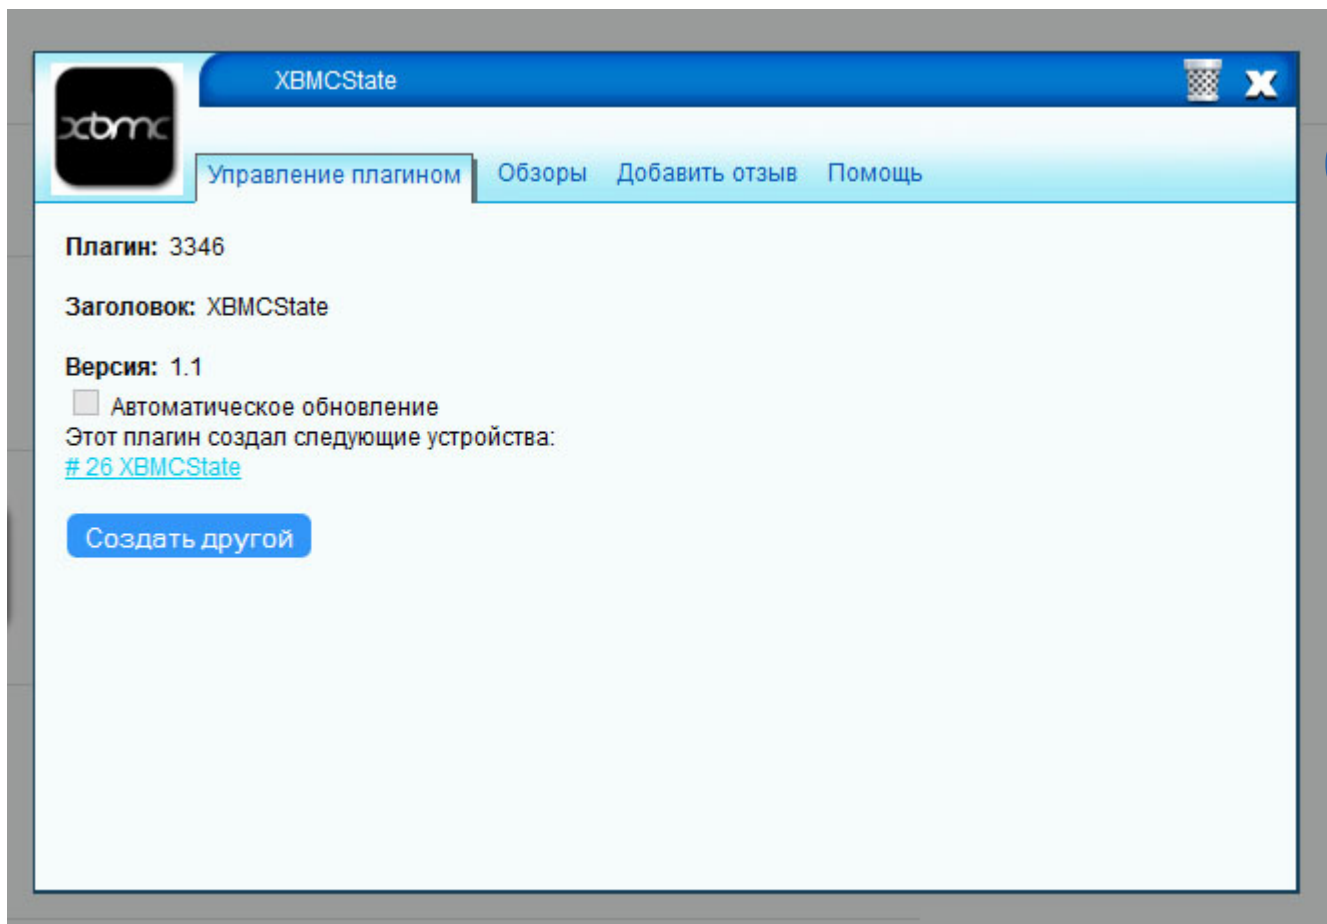 XBMCState
xbmc
Управление плагином Обзоры Добавить отзыв Помощь
Плагин: 3346
Заголовок: XBMCState
Версия: 1.1
Автоматическое обновление
Этот плагин создал следующие устройства:
# 26 XBMCState
Создать другой